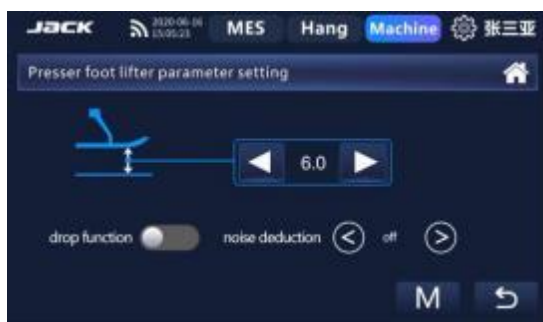 JACK 2020-06-06 MES Hang Machine 张三亚
15:05:23
Presser foot lifter parameter setting
6.0
drop function noise deduction off
M